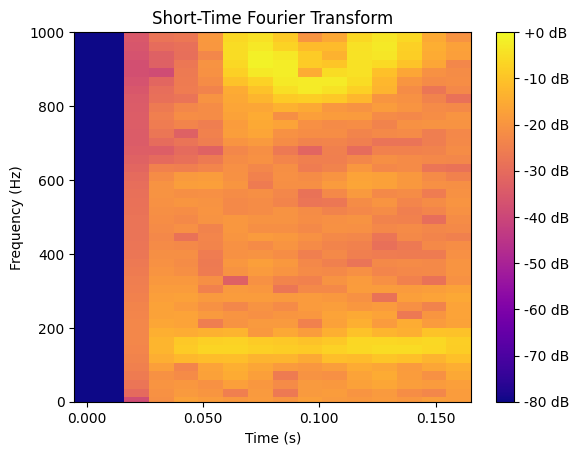 Short-Time Fourier Transform
1000
800
600
400
200
0
Frequency (Hz)
0.000
0.050
0.100
0.150
Time (s)
+0 dB
-10 dB
-20 dB
-30 dB
-40 dB
-50 dB
-60 dB
-70 dB
-80 dB